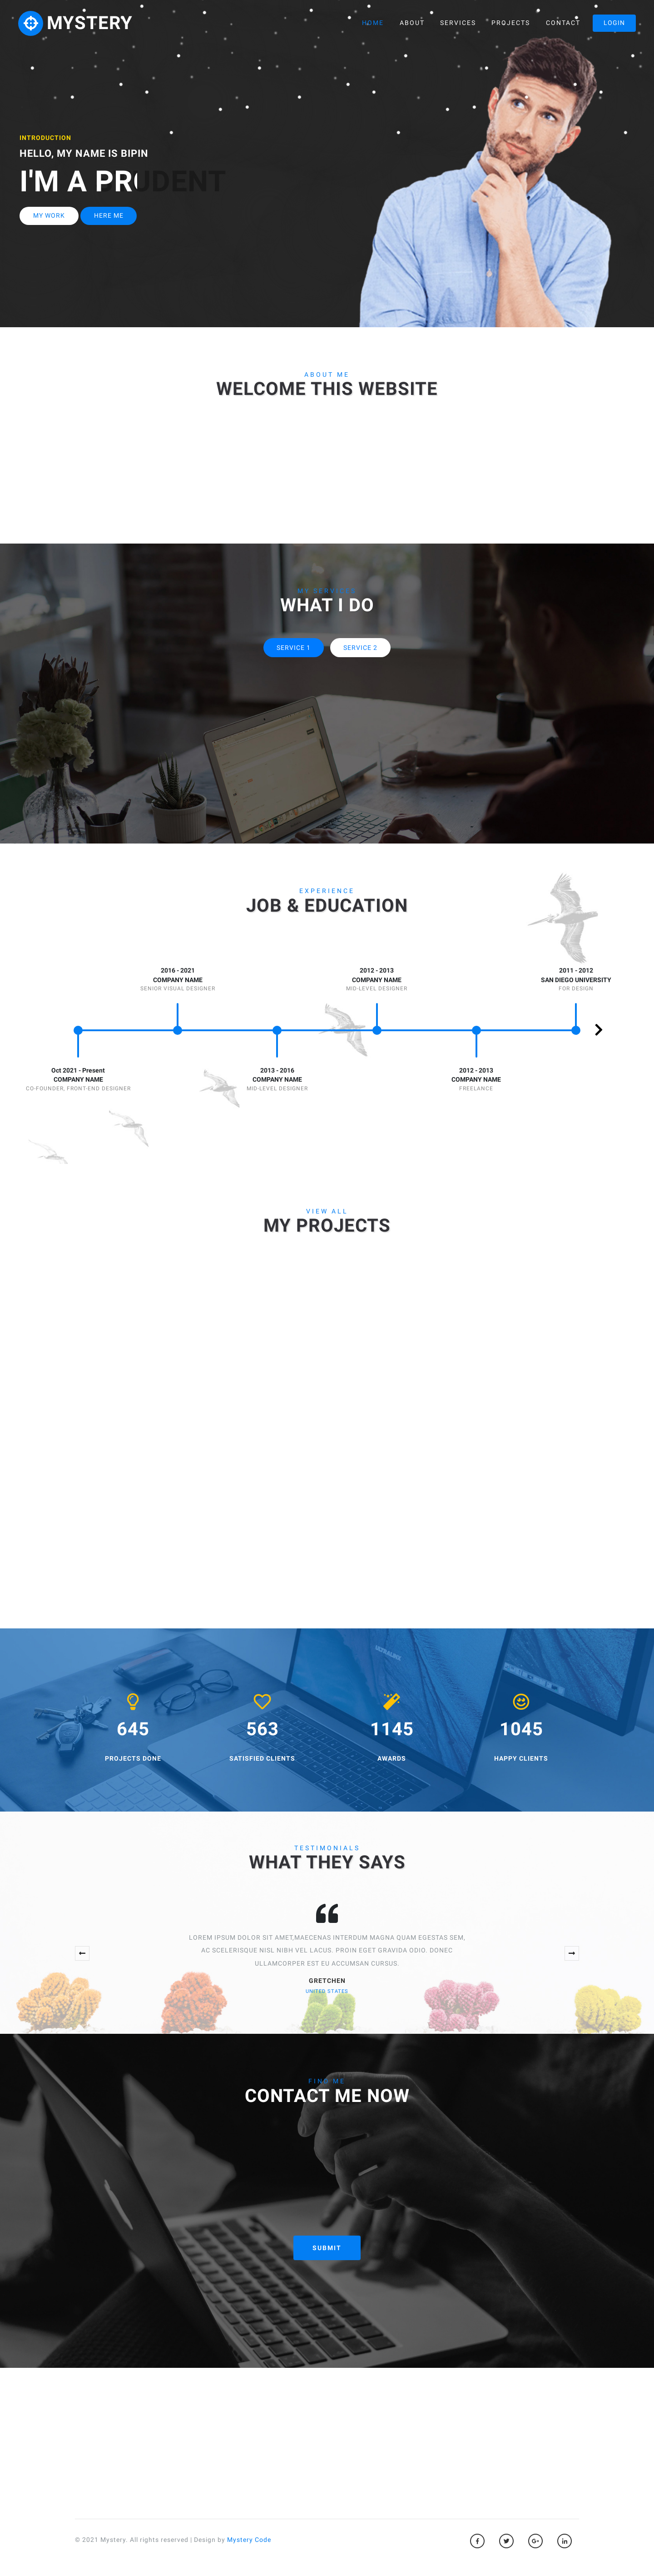 MYSTERY
HOME ABOUT SERVICES PROJECTS CONTACT LOGIN
INTRODUCTION
HELLO, MY NAME IS BIPIN
I'M A PR UDENT
MY WORK HERE ME
ABOUT ME
WELCOME THIS WEBSITE
MY SERVICES
WHAT I DO
SERVICE 1 SERVICE 2
EXPERIENCE
JOB & EDUCATION
2016 - 2021
COMPANY NAME
SENIOR VISUAL DESIGNER
2012 - 2013
COMPANY NAME
MID-LEVEL DESIGNER
2011 - 2012
SAN DIEGO UNIVERSITY
FOR DESIGN
Oct 2021 - Present
COMPANY NAME
CO-FOUNDER, FRONT-END DESIGNER
2013 - 2016
COMPANY NAME
MID-LEVEL DESIGNER
2012 - 2013
COMPANY NAME
FREELANCE
VIEW ALL
MY PROJECTS
645
PROJECTS DONE
563
SATISFIED CLIENTS
1145
AWARDS
1045
HAPPY CLIENTS
TESTIMONIALS
WHAT THEY SAYS
LOREM IPSUM DOLOR SIT AMET,MAECENAS INTERDUM MAGNA QUAM EGESTAS SEM,
AC SCELERISQUE NISL NIBH VEL LACUS. PROIN EGET GRAVIDA ODIO. DONEC
ULLAMCORPER EST EU ACCUMSAN CURSUS.
GRETCHEN
UNITED STATES
FIND ME
CONTACT ME NOW
SUBMIT
© 2021 Mystery. All rights reserved | Design by Mystery Code